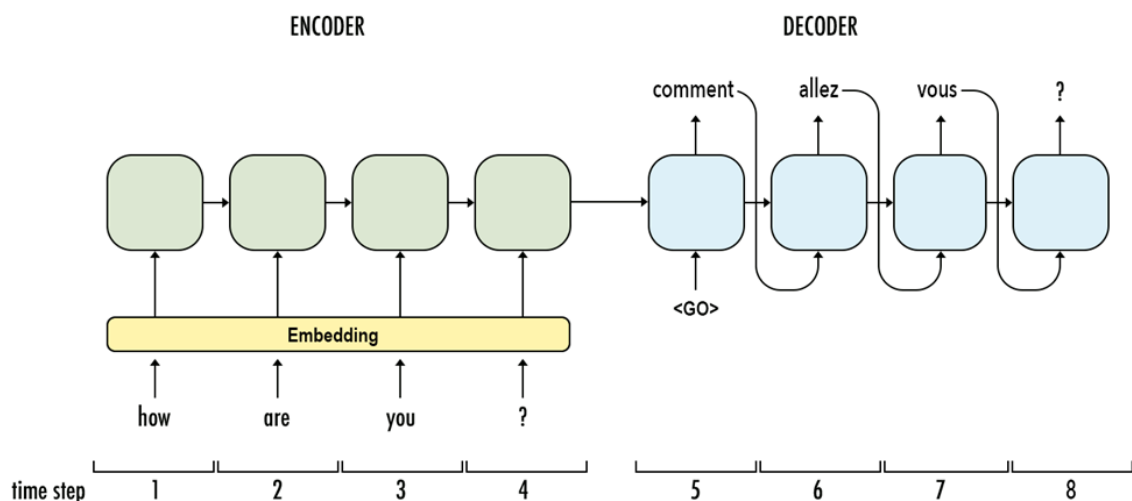 ENCODER DECODER
comment allez vous ?
<GO>
Embedding
how are you ?
time step 1 2 3 4 5 6 7 8